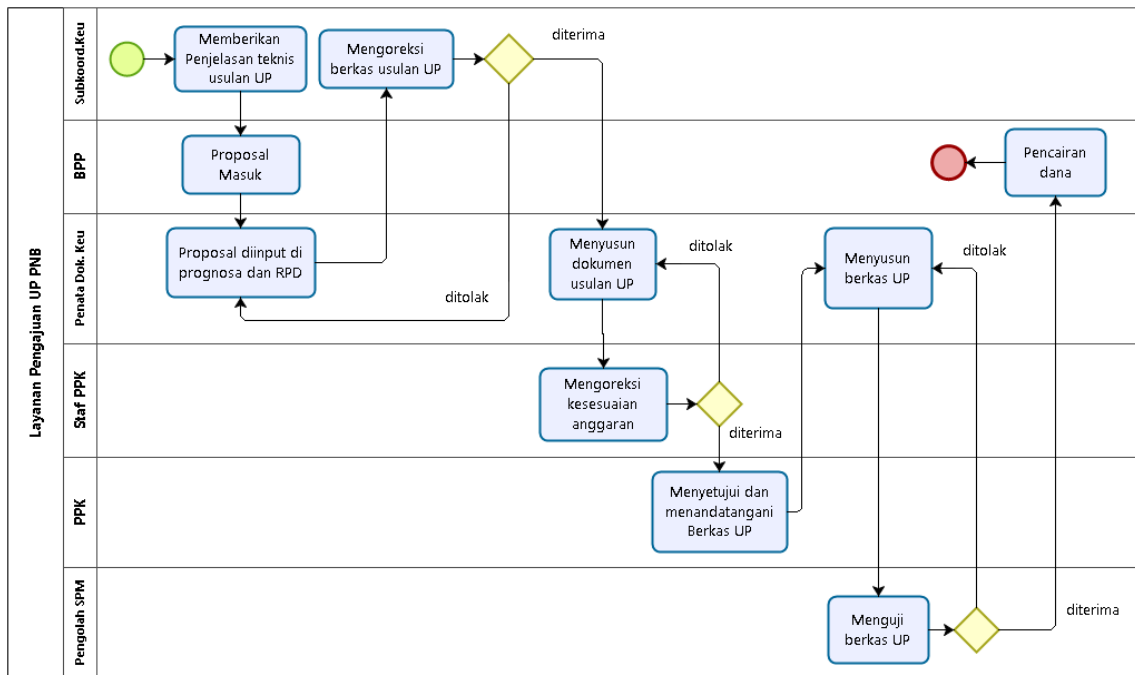 Layanan Pengajuan UP PNB
Subkoord.Keu
Memberikan
Penjelasan teknis
usulan UP
Mengoreksi
berkas usulan UP
diterima
BPP
Proposal
Masuk
Pencairan
dana
Penata Dok. Keu
Proposal diinput di
prognosa dan RPD
ditolak
Menyusun
dokumen
usulan UP
ditolak
Menyusun
berkas UP
ditolak
Staf PPK
Mengoreksi
kesesuaian
anggaran
diterima
PPK
Menyetujui dan
menandatangani
Berkas UP
Pengolah SPM
Menguji
berkas UP
diterima